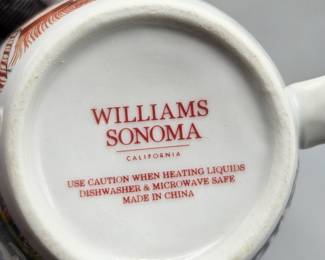 WILLIAMS
SONOMA
CALIFORNIA
USE CAUTION WHEN HEATING LIQUIDS
DISHWASHER & MICROWAVE SAFE
MADE IN CHINA